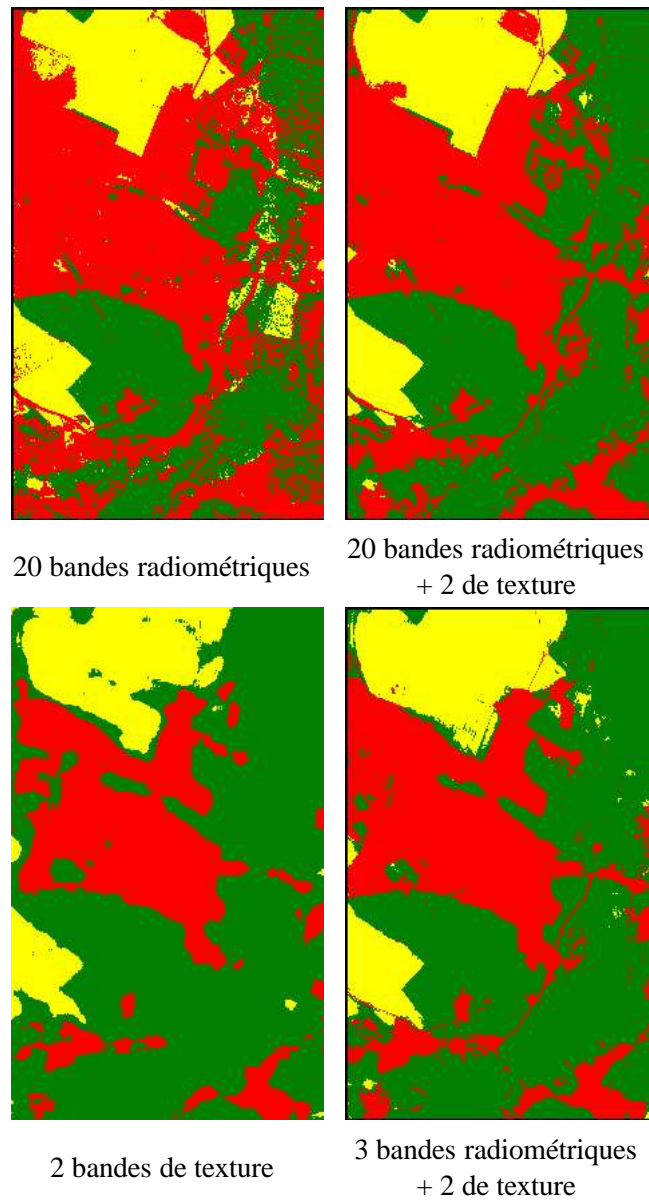 20 bandes radiométriques
20 bandes radiométriques
+ 2 de texture
2 bandes de texture
3 bandes radiométriques
+ 2 de texture